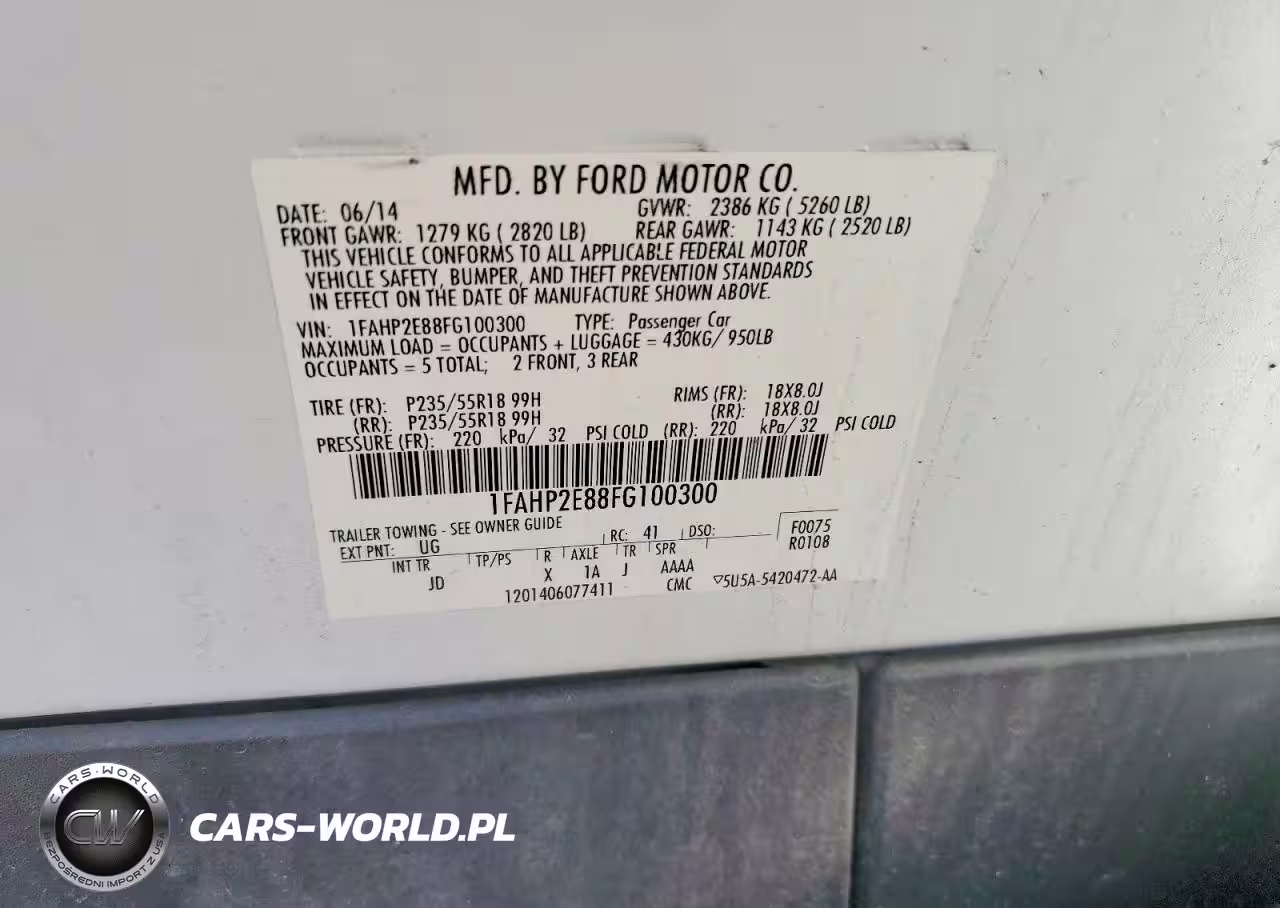 MFD. BY FORD MOTOR CO.
DATE: 06/14 GVWR: 2386 KG ( 5260 LB)
FRONT GAWR: 1279 KG ( 2820 LB) REAR GAWR: 1143 KG ( 2520 LB)
THIS VEHICLE CONFORMS TO ALL APPLICABLE FEDERAL MOTOR
VEHICLE SAFETY, BUMPER, AND THEFT PREVENTION STANDARDS
IN EFFECT ON THE DATE OF MANUFACTURE SHOWN ABOVE.
VIN: 1FAHP2E88FG100300 TYPE: Passenger Car
MAXIMUM LOAD = OCCUPANTS + LUGGAGE = 430KG/ 950LB
OCCUPANTS = 5 TOTAL; 2 FRONT, 3 REAR
TIRE (FR): P235/55R18 99H RIMS (FR): 18X8.0J
(RR): P235/55R18 99H (RR): 18X8.0J
PRESSURE (FR): 220 kPa/ 32 PSI COLD (RR): 220 kPa/ 32 PSI COLD
1FAHP2E88FG100300
TRAILER TOWING - SEE OWNER GUIDE
EXT PNT: UG RC: 41 DSO: F0075
INT TR TP/PS R AXLE TR SPR R0108
JD X 1A J AAAA
1201406077411 CMC ▽5U5A-5420472-AA
CARS-WORLD
CW
BEZPOŚREDNI IMPORT Z USA
CARS-WORLD.PL